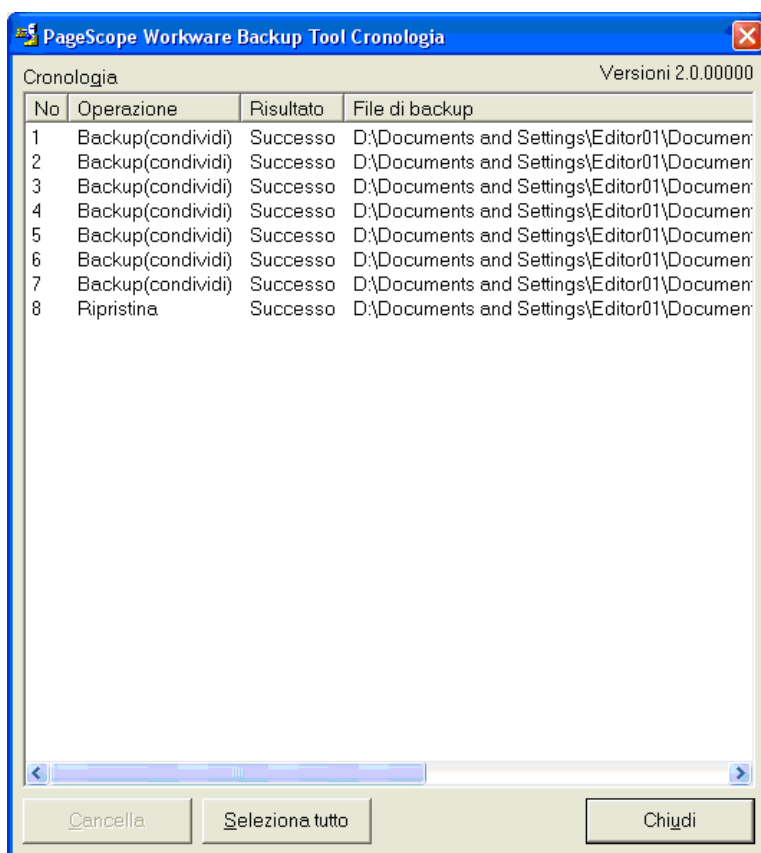 PageScope Workware Backup Tool Cronologia
Cronologia Versioni 2.0.00000
No Operazione Risultato File di backup
1 Backup(condividi) Successo D:\Documents and Settings\Editor01\Documen
2 Backup(condividi) Successo D:\Documents and Settings\Editor01\Documen
3 Backup(condividi) Successo D:\Documents and Settings\Editor01\Documen
4 Backup(condividi) Successo D:\Documents and Settings\Editor01\Documen
5 Backup(condividi) Successo D:\Documents and Settings\Editor01\Documen
6 Backup(condividi) Successo D:\Documents and Settings\Editor01\Documen
7 Backup(condividi) Successo D:\Documents and Settings\Editor01\Documen
8 Ripristina Successo D:\Documents and Settings\Editor01\Documen
Cancella Seleziona tutto Chiudi